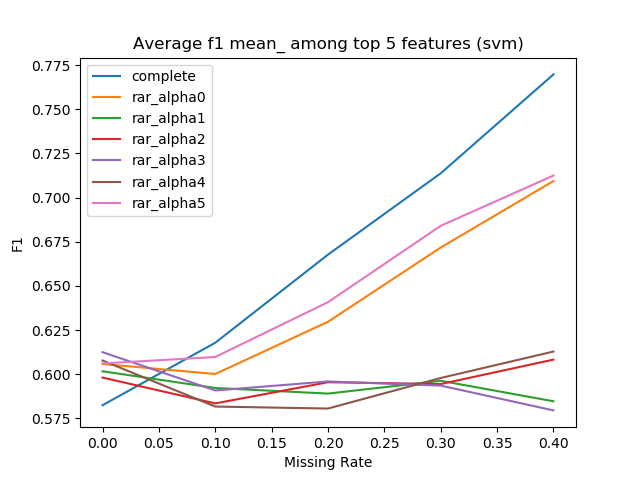 Average f1 mean_ among top 5 features (svm)
complete
rar_alpha0
rar_alpha1
rar_alpha2
rar_alpha3
rar_alpha4
rar_alpha5
F1
0.775
0.750
0.725
0.700
0.675
0.650
0.625
0.600
0.575
0.00 0.05 0.10 0.15 0.20 0.25 0.30 0.35 0.40
Missing Rate